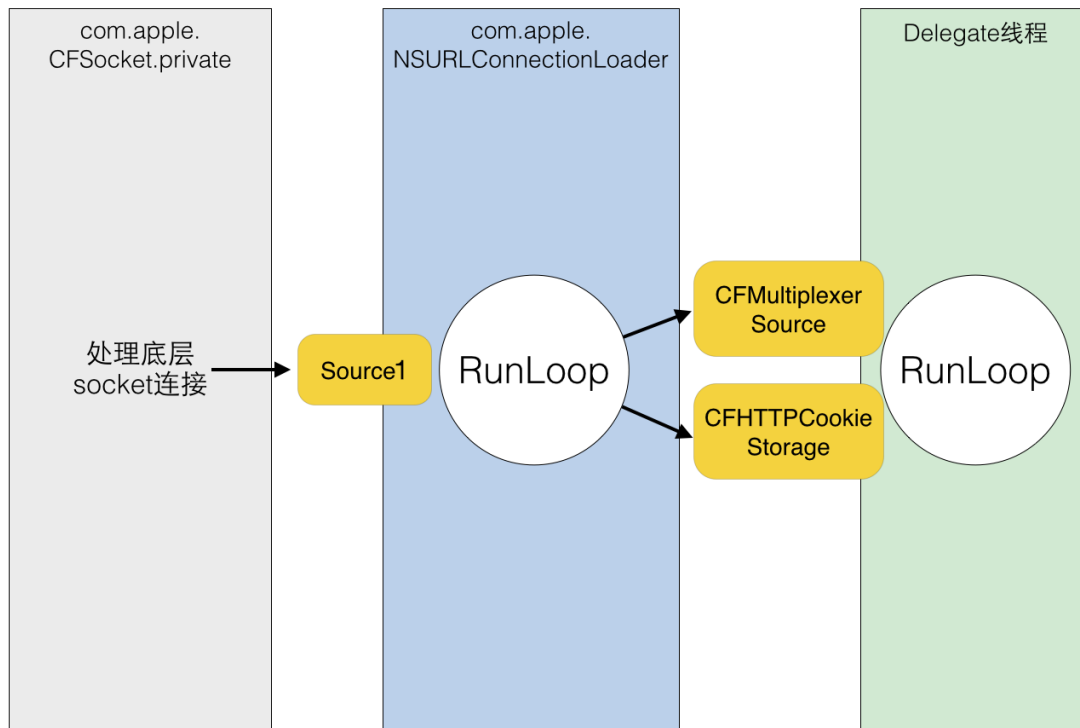 com.apple.
CFSocket.private
com.apple.
NSURLConnectionLoader
Delegate线程
处理底层
socket连接
Source1
RunLoop
CFMultiplexer
Source
CFHTTPCookie
Storage
RunLoop